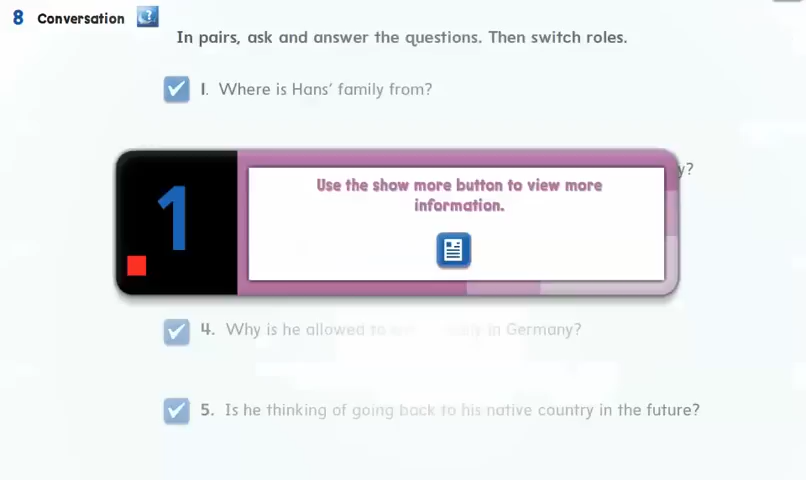 8 Conversation
In pairs, ask and answer the questions. Then switch roles.
1. Where is Hans' family from?
y?
1
Use the show more button to view more
information.
4. Why is he allowed to in Germany?
5. Is he thinking of going back to his native country in the future?